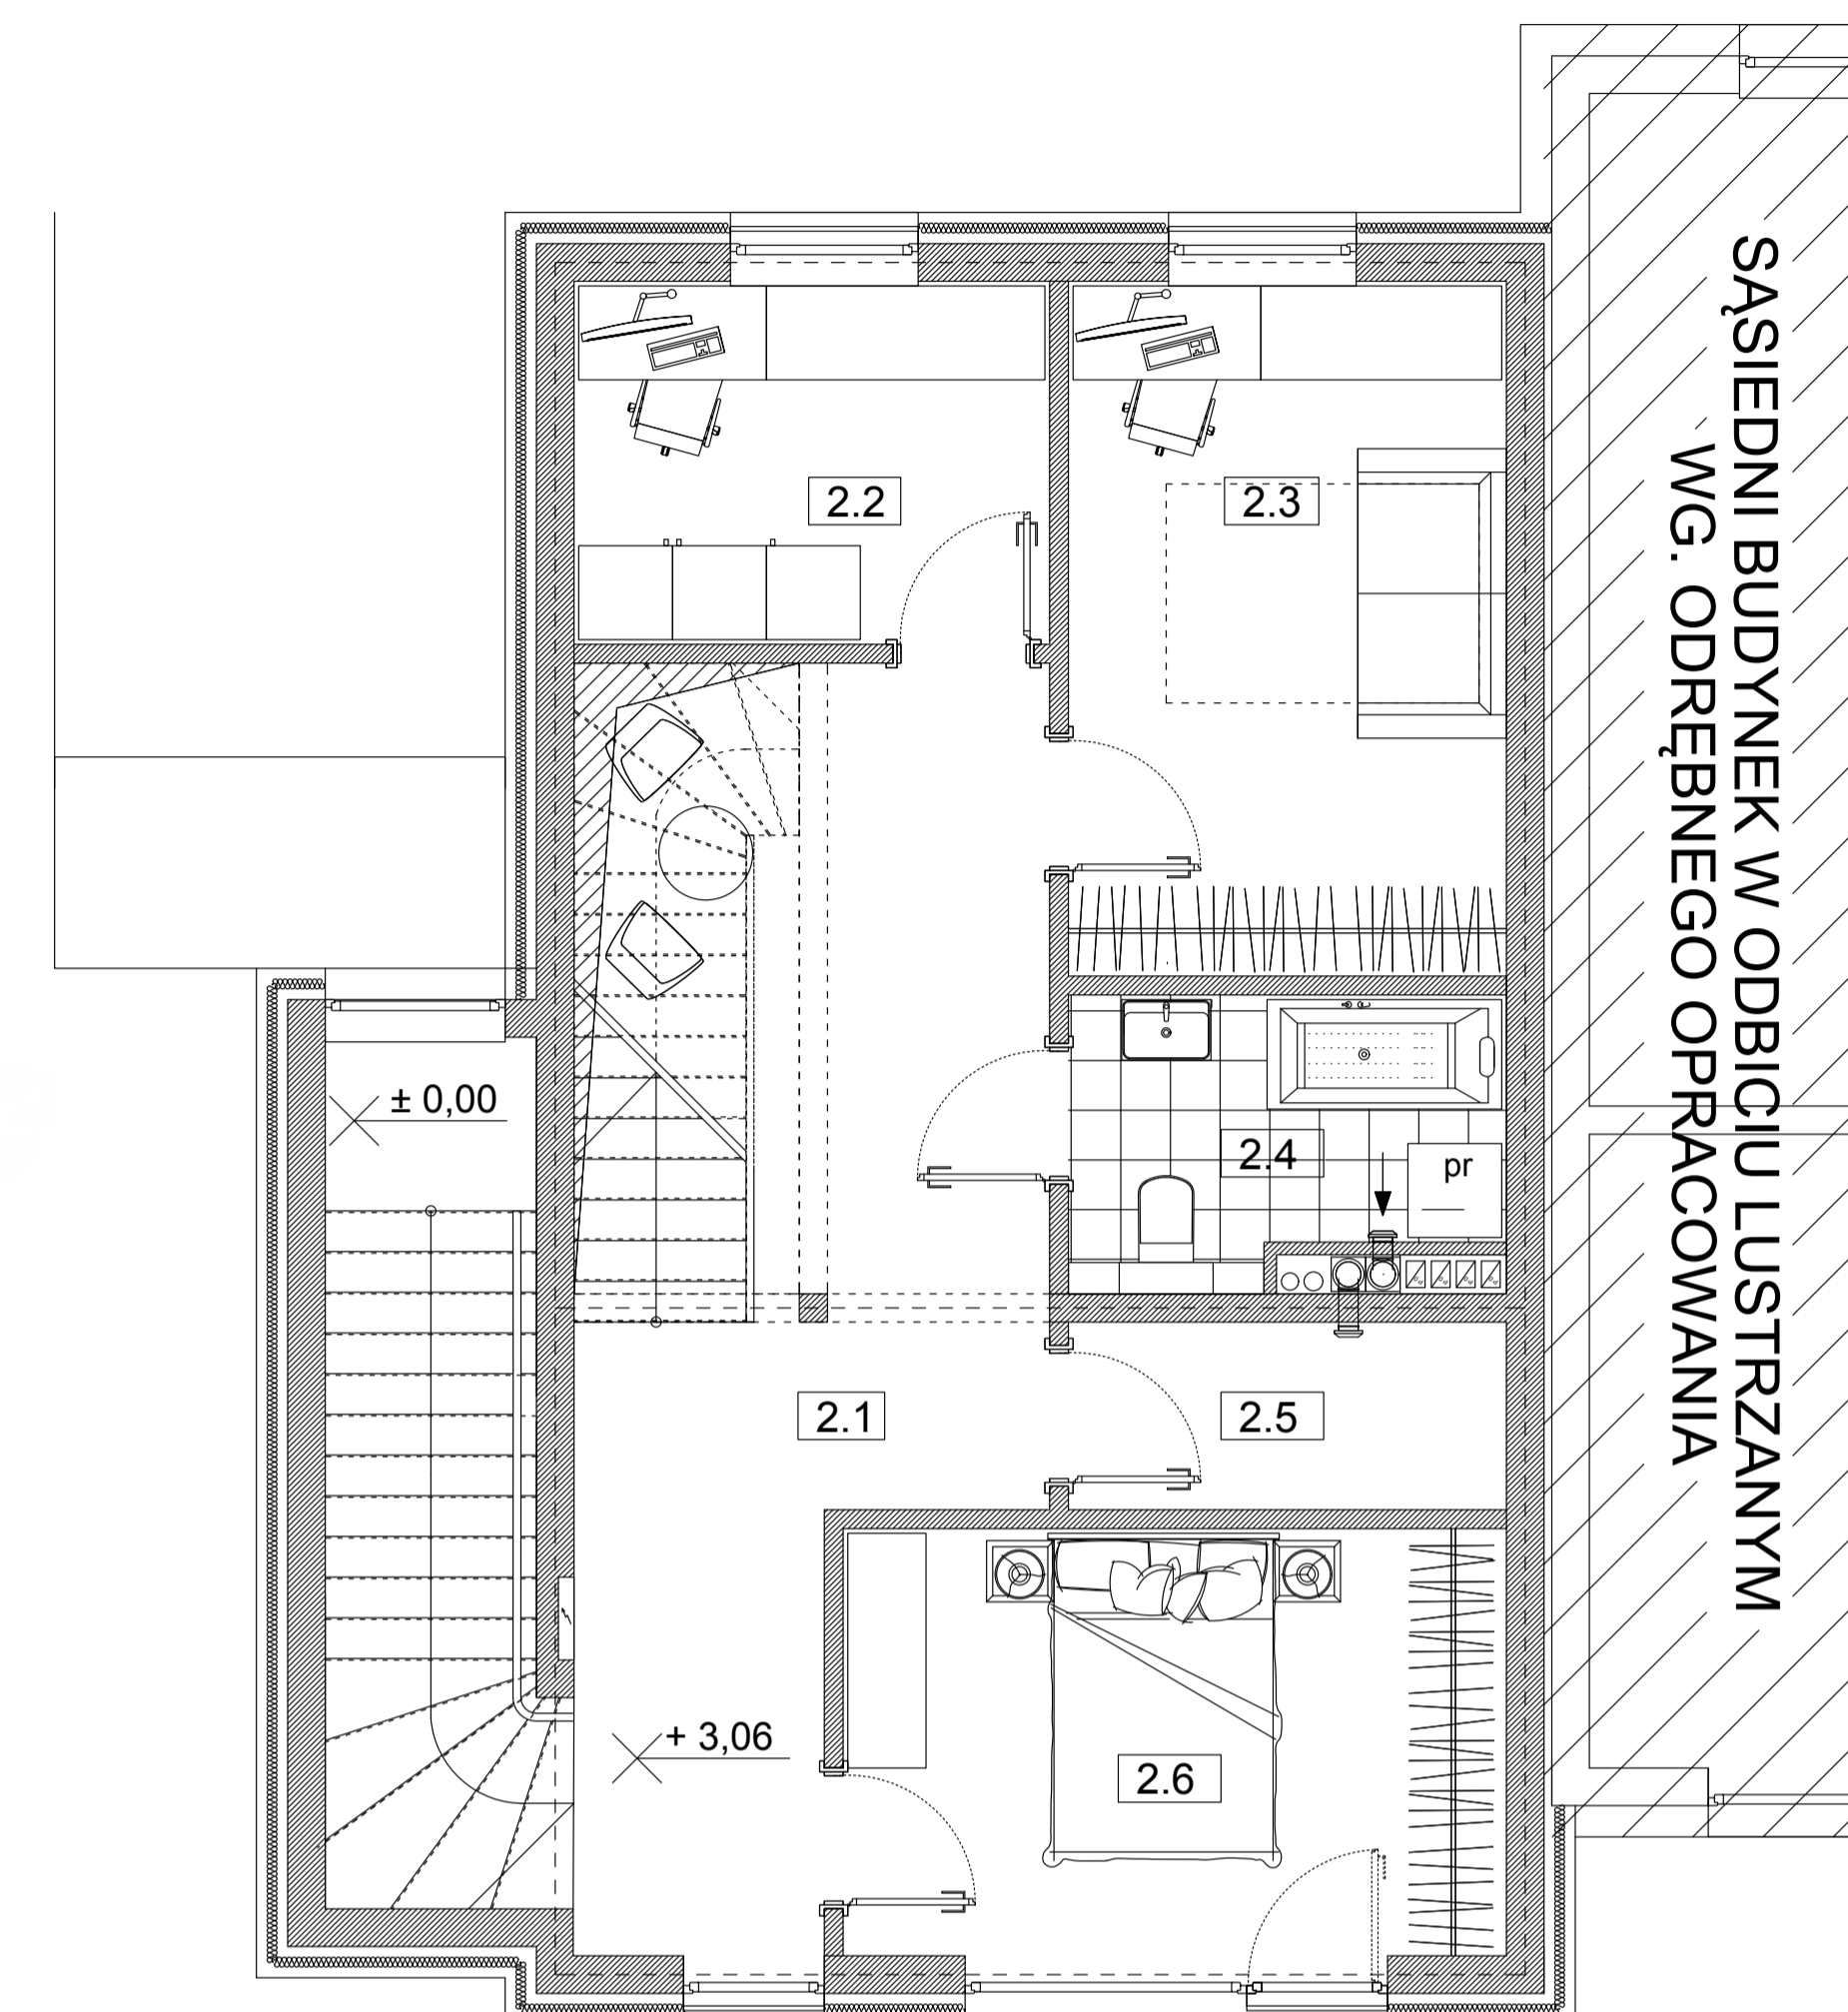 SĄSIEDNI BUDYNEK W ODBICIU LUSTRZANYM
WG. ODRĘBNEGO OPRACOWANIA
2.2
2.3
± 0,00
2.4
pr
2.1
2.5
+ 3,06
2.6